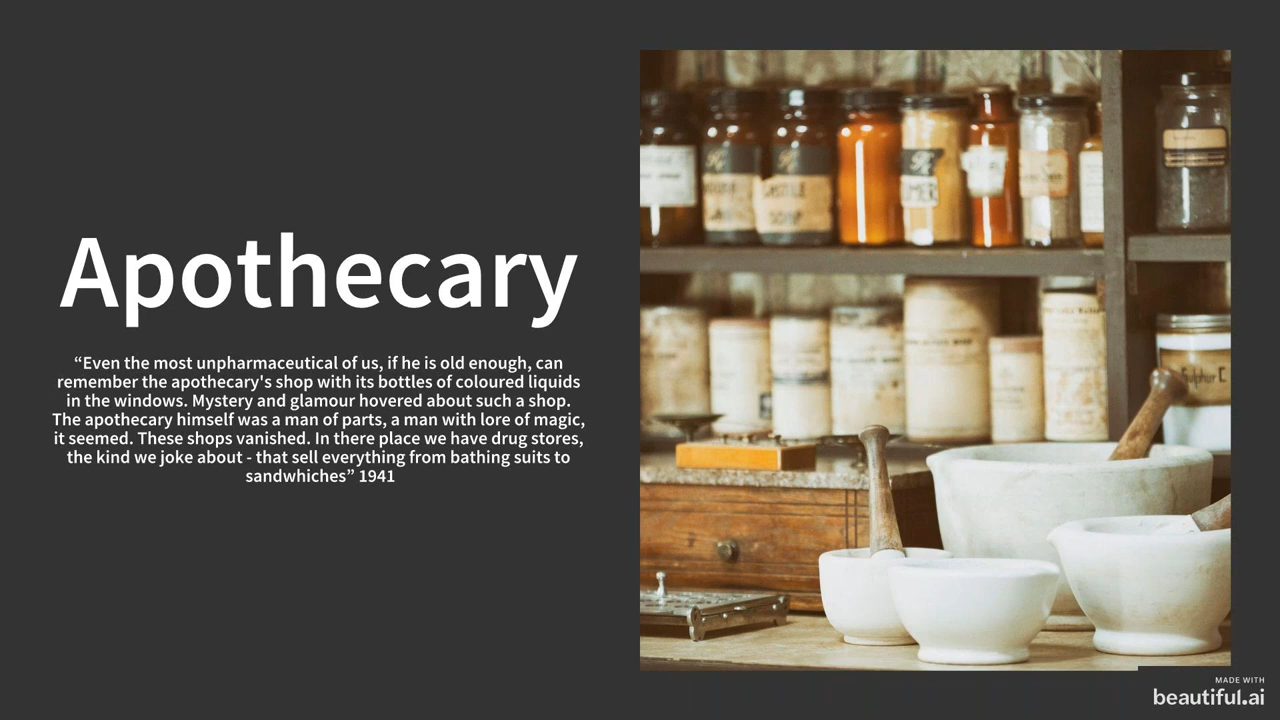 Apothecary
“Even the most unpharmaceutical of us, if he is old enough, can
remember the apothecary's shop with its bottles of coloured liquids
in the windows. Mystery and glamour hovered about such a shop.
The apothecary himself was a man of parts, a man with lore of magic,
it seemed. These shops vanished. In there place we have drug stores,
the kind we joke about - that sell everything from bathing suits to
sandwhiches” 1941
SOAP
Sulphur
MADE WITH
beautiful.ai